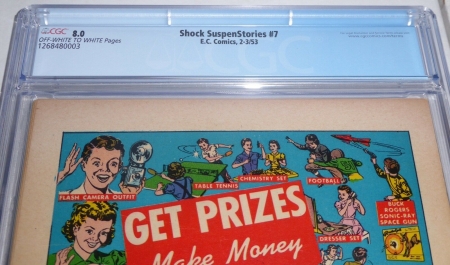 CGC 8.0
Shock SuspenStories #7
OFF-WHITE TO WHITE Pages
E.C. Comics, 2-3/53
1268480003
FLASH CAMERA OUTFIT
TABLE TENNIS
CHEMISTRY SET
FOOTBALL
BUCK
ROGERS
SONIC-RAY
SPACE GUN
DRESSER SET
GET PRIZES
Make Money